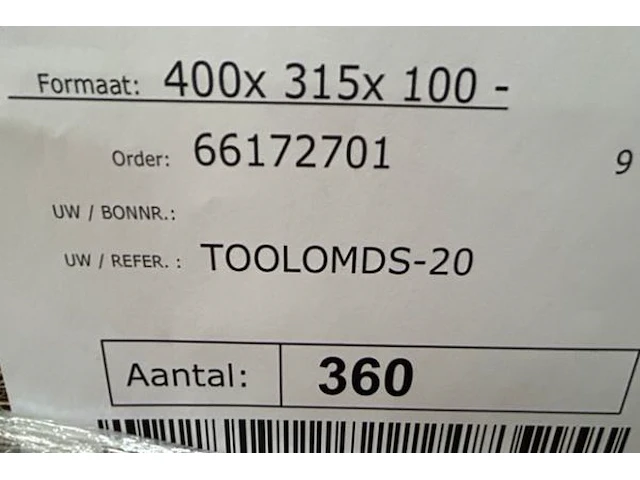 Formaat: 400x 315x 100 -
Order: 66172701 9
UW / BONNR.:
UW / REFER. : TOOLOMDS-20
Aantal: 360